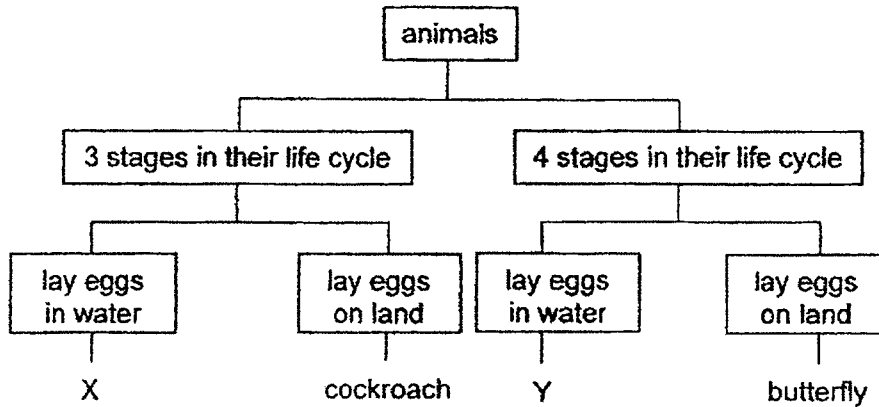 animals
3 stages in their life cycle
4 stages in their life cycle
lay eggs
in water
lay eggs
on land
lay eggs
in water
lay eggs
on land
X
cockroach
Y
butterfly